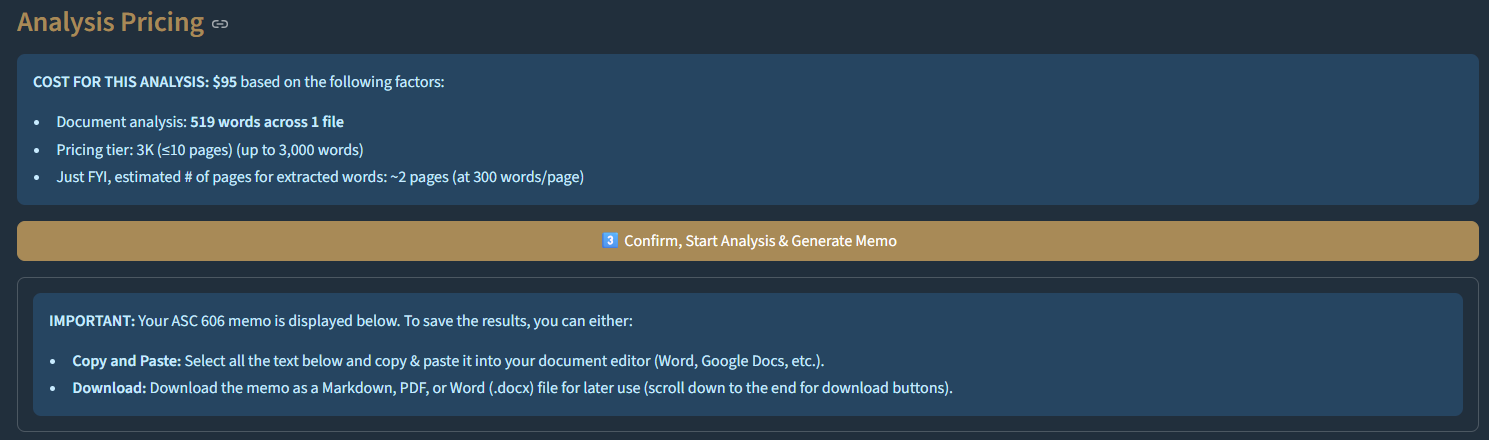 Analysis Pricing
COST FOR THIS ANALYSIS: $95 based on the following factors:
• Document analysis: 519 words across 1 file
• Pricing tier: 3K (≤10 pages) (up to 3,000 words)
• Just FYI, estimated # of pages for extracted words: ~2 pages (at 300 words/page)
3 Confirm, Start Analysis & Generate Memo
IMPORTANT: Your ASC 606 memo is displayed below. To save the results, you can either:
• Copy and Paste: Select all the text below and copy & paste it into your document editor (Word, Google Docs, etc.).
• Download: Download the memo as a Markdown, PDF, or Word (.docx) file for later use (scroll down to the end for download buttons).